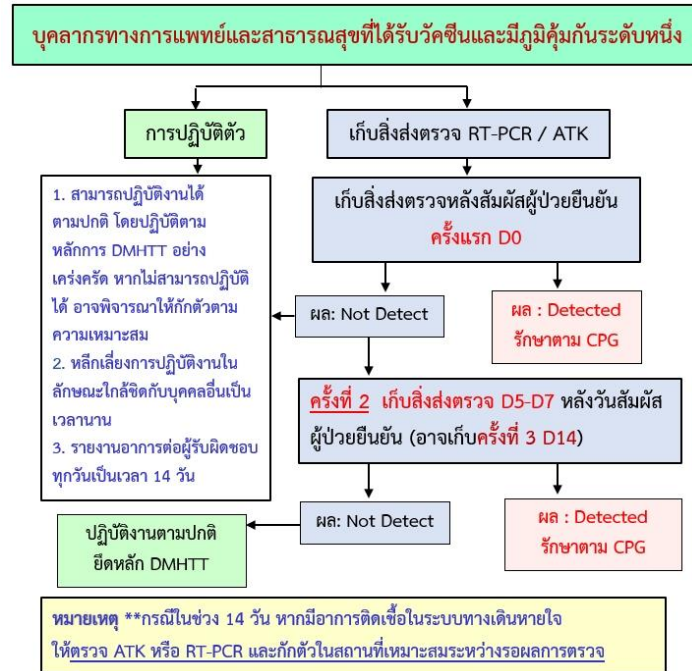 บุคลากรทางการแพทย์และสาธารณสุขที่ได้รับวัคซีนและมีภูมิคุ้มกันระดับหนึ่ง
การปฏิบัติตัว
1. สามารถปฏิบัติงานได้
ตามปกติ โดยปฏิบัติตาม
หลักการ DMHTT อย่าง
เคร่งครัด หากไม่สามารถปฏิบัติ
ได้ อาจพิจารณาให้กักตัวตาม
ความเหมาะสม
2. หลีกเลี่ยงการปฏิบัติงานใน
ลักษณะใกล้ชิดกับบุคคลอื่นเป็น
เวลานาน
3. รายงานอาการต่อผู้รับผิดชอบ
ทุกวันเป็นเวลา 14 วัน
เก็บสิ่งส่งตรวจ RT-PCR / ATK
เก็บสิ่งส่งตรวจหลังสัมผัสผู้ป่วยยืนยัน
ครั้งแรก D0
ผล: Not Detect
ผล : Detected
รักษาตาม CPG
ครั้งที่ 2 เก็บสิ่งส่งตรวจ D5-D7 หลังวันสัมผัส
ผู้ป่วยยืนยัน (อาจเก็บครั้งที่ 3 D14)
ผล: Not Detect
ผล : Detected
รักษาตาม CPG
ปฏิบัติงานตามปกติ
ยึดหลัก DMHTT
หมายเหตุ **กรณีในช่วง 14 วัน หากมีอาการติดเชื้อในระบบทางเดินหายใจ
ให้ตรวจ ATK หรือ RT-PCR และกักตัวในสถานที่เหมาะสมระหว่างรอผลการตรวจ